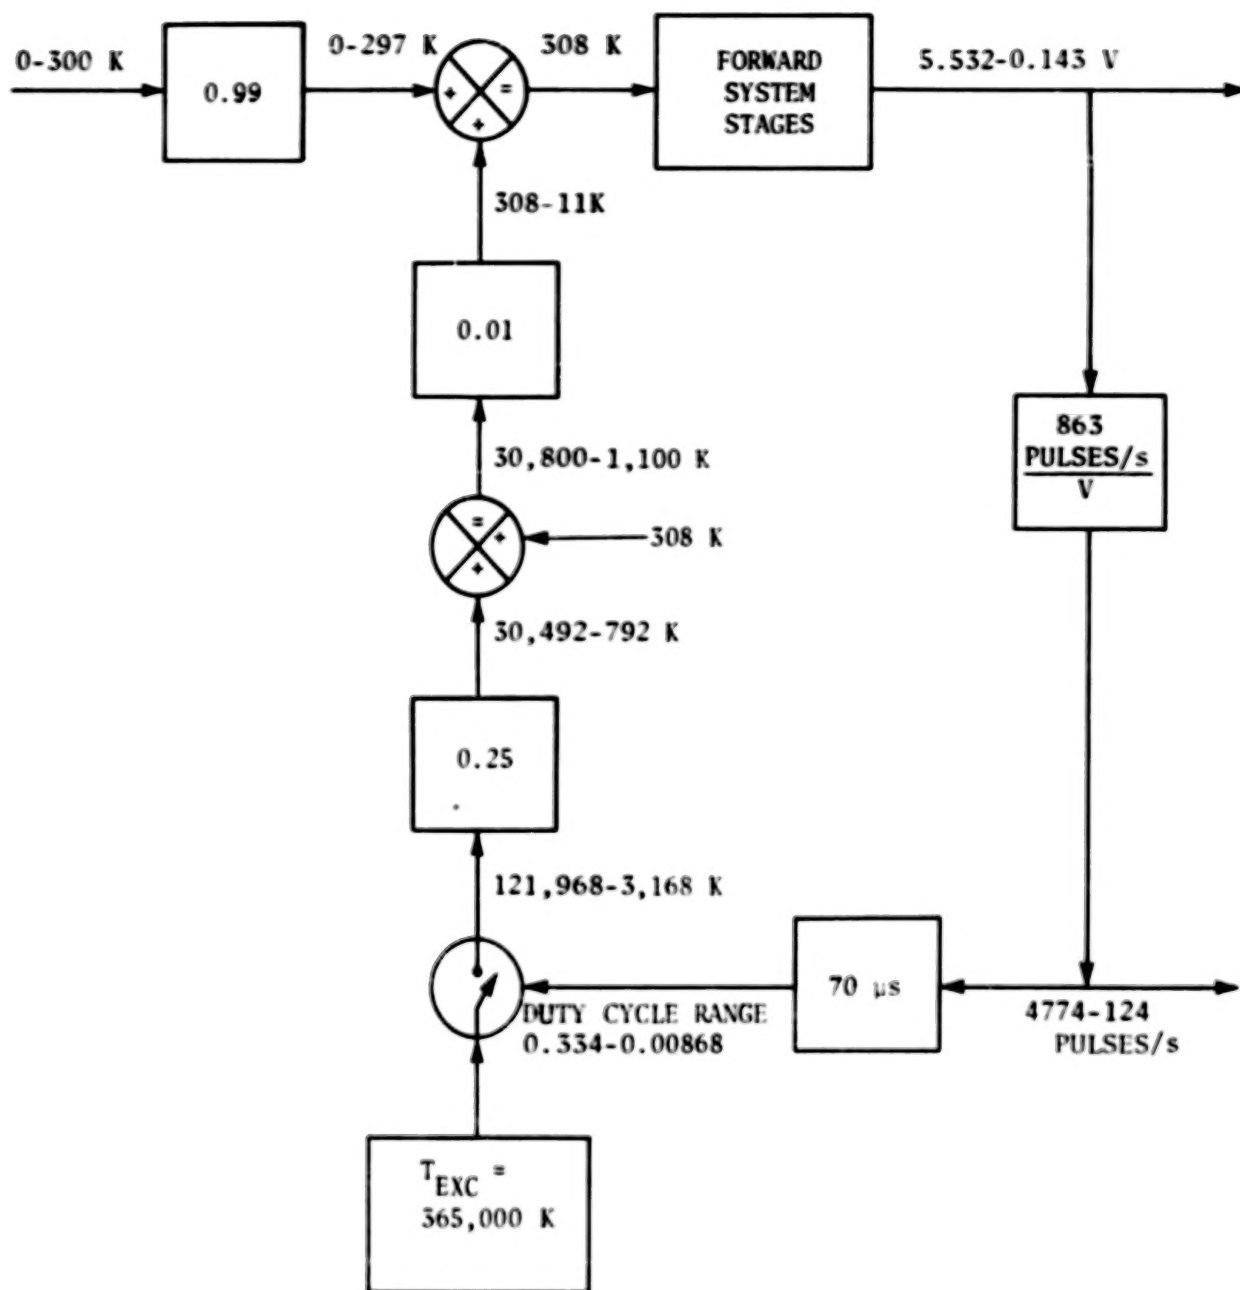 0-300 K
0.99
0-297 K
+
=
+
308 K
FORWARD
SYSTEM
STAGES
5.532-0.143 V
308-11K
0.01
863
PULSES/s
V
30,800-1,100 K
=
+
+
308 K
30,492-792 K
0.25
121,968-3,168 K
DUTY CYCLE RANGE
0.334-0.00868
70 μs
4774-124
PULSES/s
T_EXC =
365,000 K